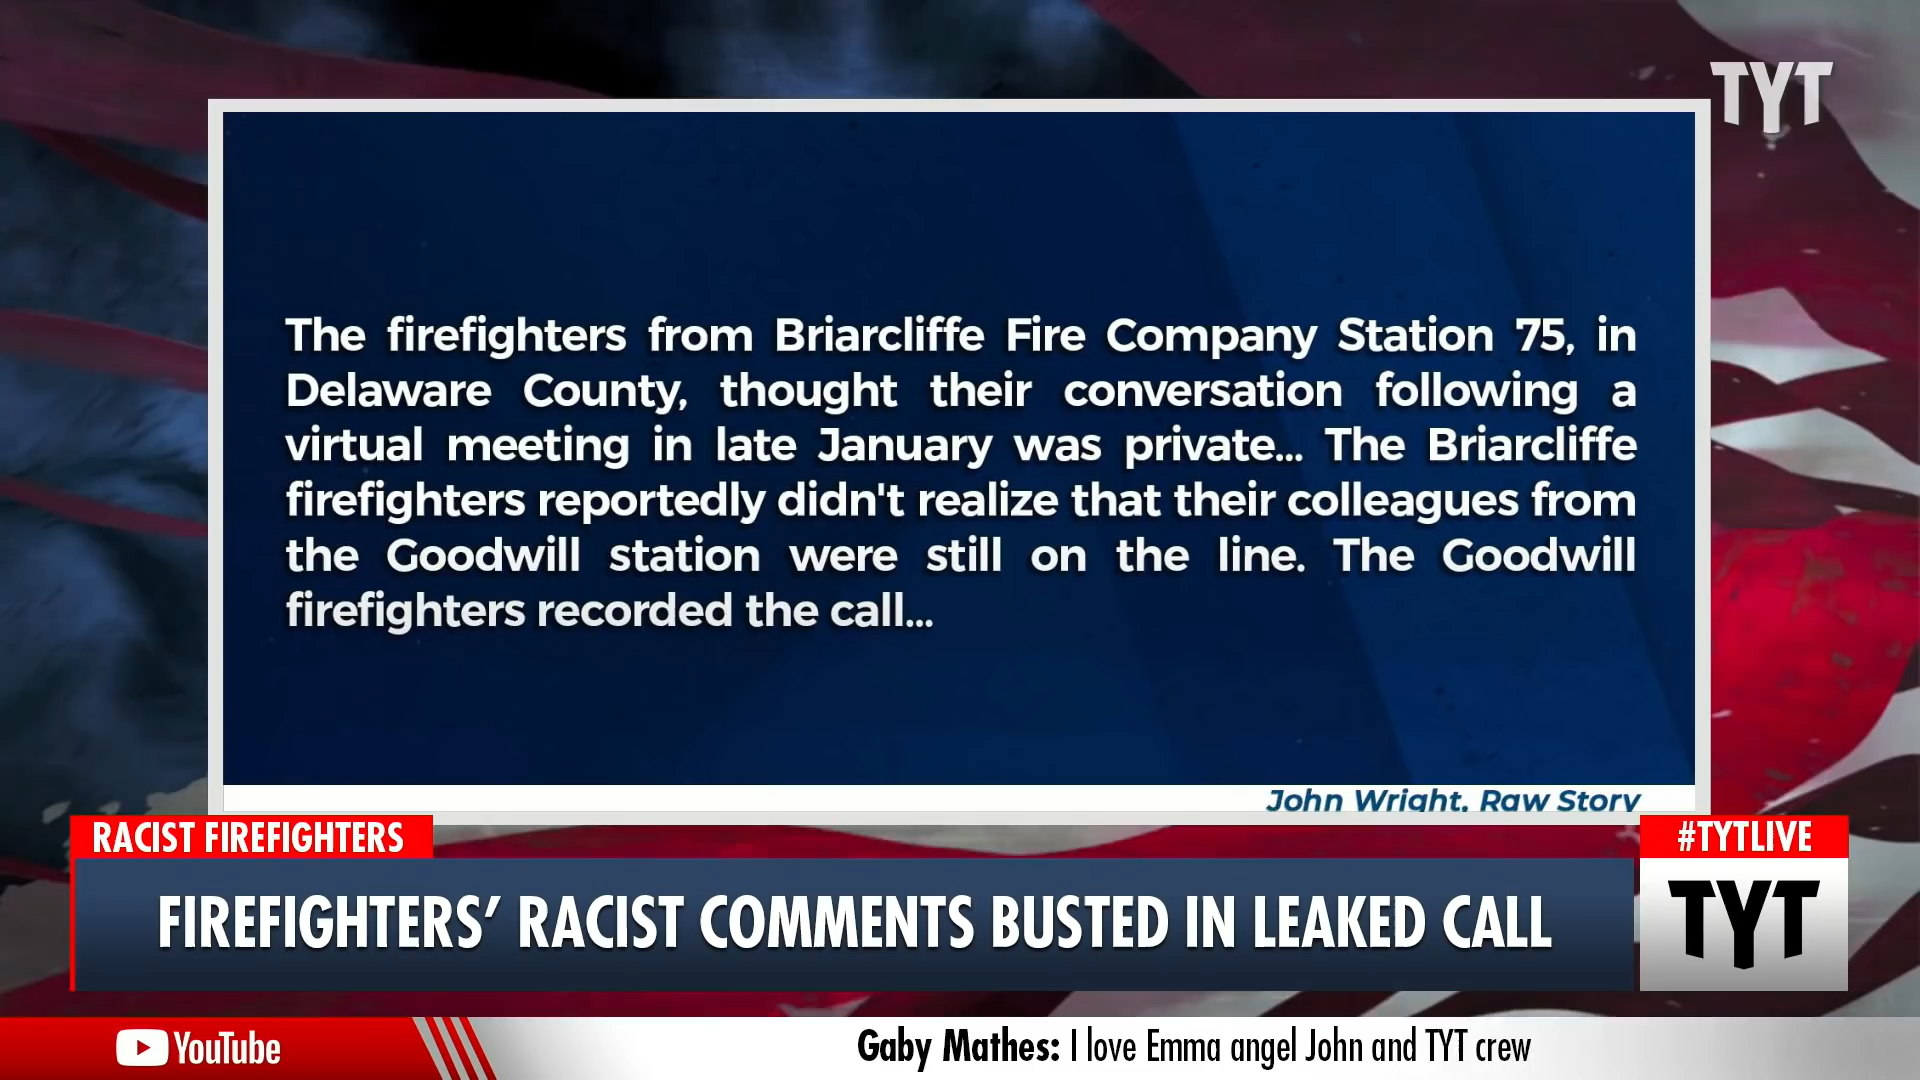 TYT
The firefighters from Briarcliffe Fire Company Station 75, in
Delaware County, thought their conversation following a
virtual meeting in late January was private... The Briarcliffe
firefighters reportedly didn't realize that their colleagues from
the Goodwill station were still on the line. The Goodwill
firefighters recorded the call...
John Wright, Raw Story
RACIST FIREFIGHTERS
#TYTLIVE
FIREFIGHTERS’ RACIST COMMENTS BUSTED IN LEAKED CALL
TYT
YouTube
Gaby Mathes: I love Emma angel John and TYT crew